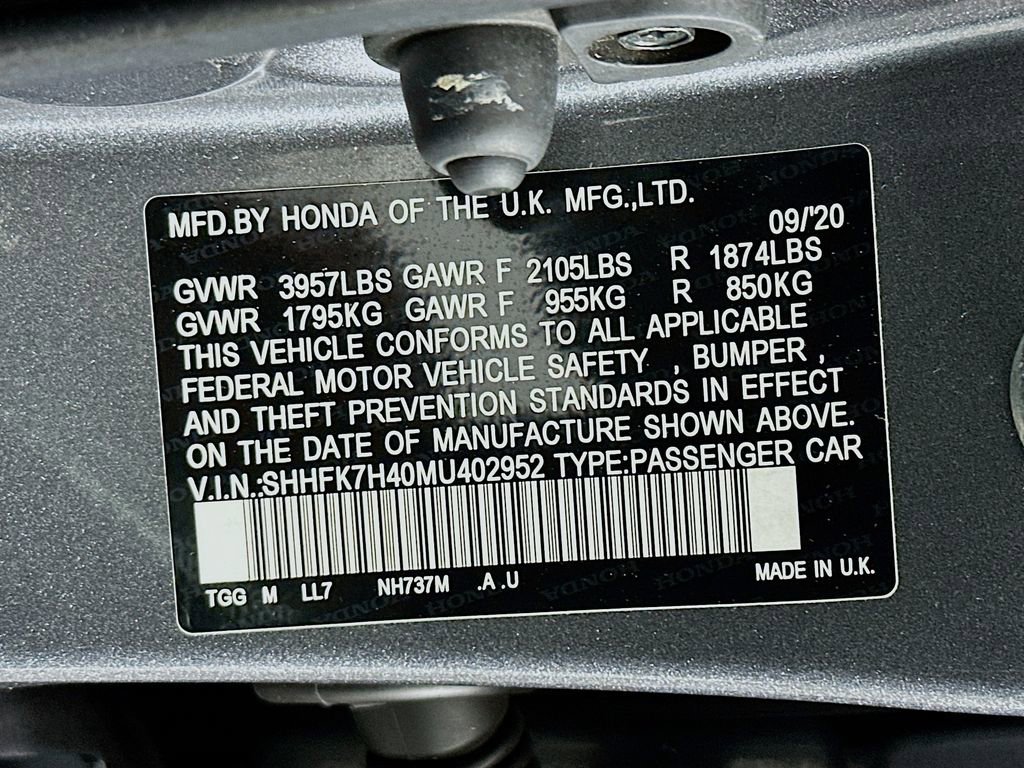 MFD.BY HONDA OF THE U.K. MFG.,LTD.
09/'20
GVWR 3957LBS GAWR F 2105LBS R 1874LBS
GVWR 1795KG GAWR F 955KG R 850KG
THIS VEHICLE CONFORMS TO ALL APPLICABLE
FEDERAL MOTOR VEHICLE SAFETY , BUMPER ,
AND THEFT PREVENTION STANDARDS IN EFFECT
ON THE DATE OF MANUFACTURE SHOWN ABOVE.
V.I.N.:SHHFK7H40MU402952 TYPE:PASSENGER CAR
TGG M LL7 NH737M .A .U MADE IN U.K.